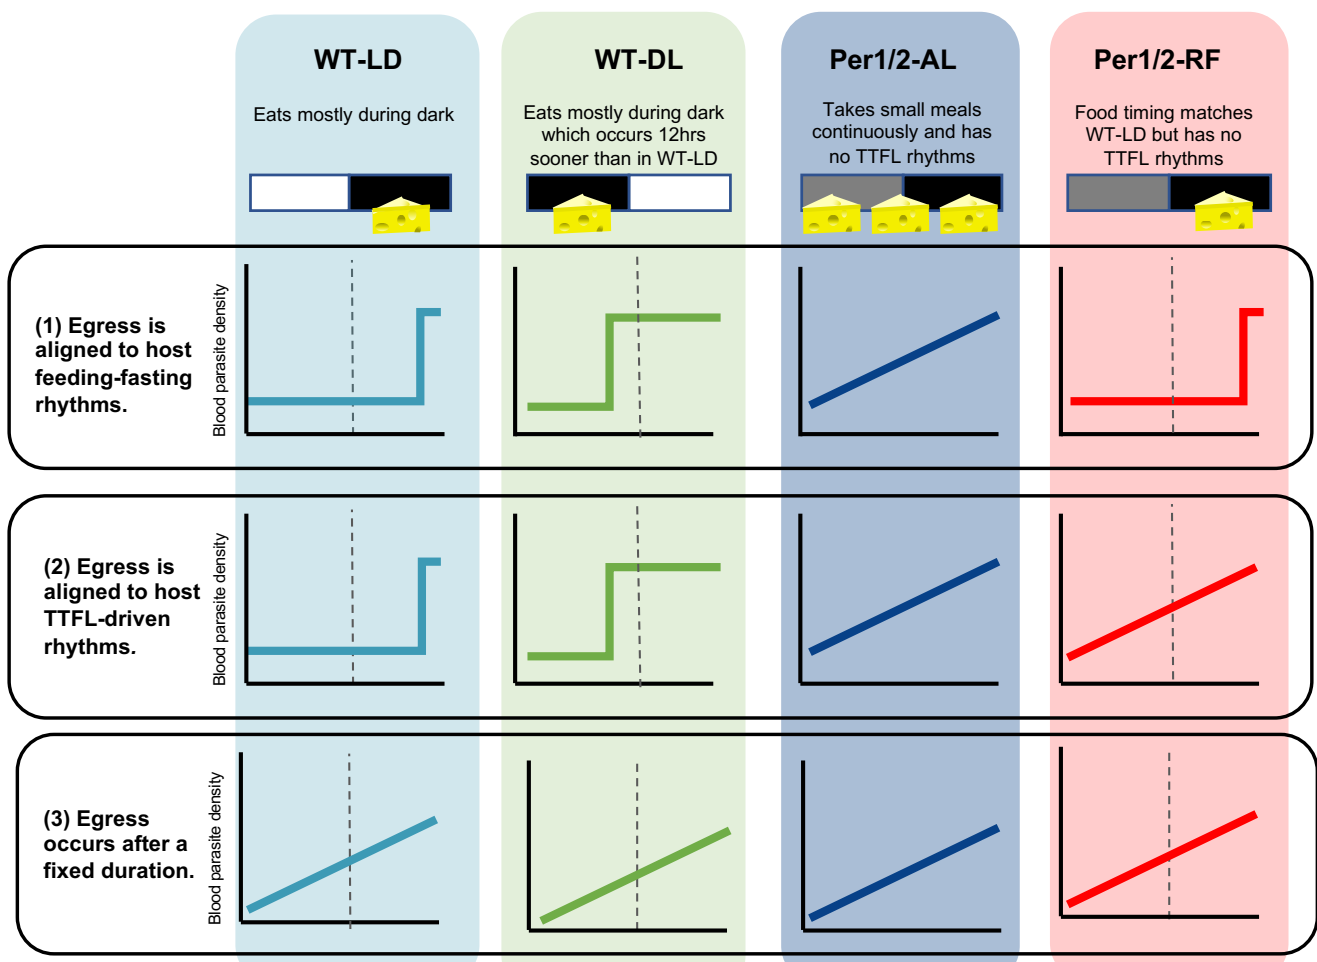 WT-LD
Eats mostly during dark
WT-DL
Eats mostly during dark
which occurs 12hrs
sooner than in WT-LD
Per1/2-AL
Takes small meals
continuously and has
no TTFL rhythms
Per1/2-RF
Food timing matches
WT-LD but has no
TTFL rhythms
(1) Egress is
aligned to host
feeding-fasting
rhythms.
Blood parasite density
(2) Egress is
aligned to host
TTFL-driven
rhythms.
Blood parasite density
(3) Egress
occurs after a
fixed duration.
Blood parasite density